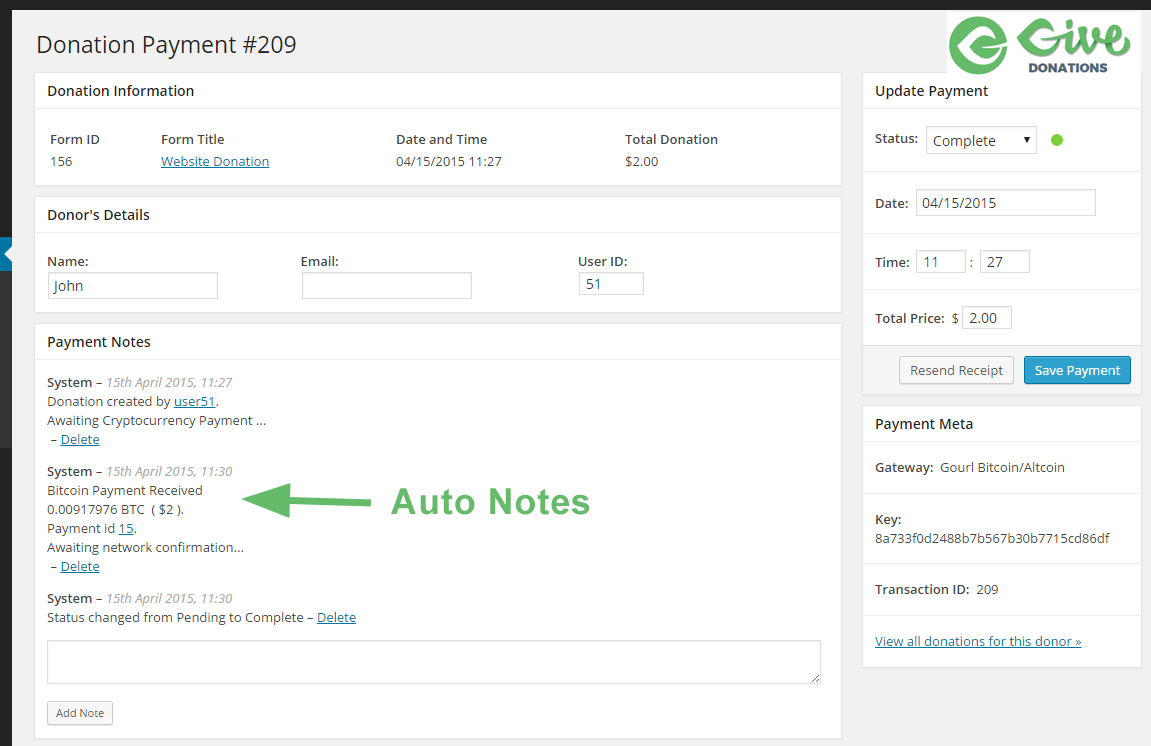 Give
DONATIONS
Donation Payment #209
Donation Information
Form ID Form Title Date and Time Total Donation
156 Website Donation 04/15/2015 11:27 $2.00
Donor's Details
Name: Email: User ID:
John 51
Payment Notes
System – 15th April 2015, 11:27
Donation created by user51.
Awaiting Cryptocurrency Payment ...
– Delete
System – 15th April 2015, 11:30
Bitcoin Payment Received
0.00917976 BTC ( $2 ).
Payment id 15.
Awaiting network confirmation...
– Delete
Auto Notes
System – 15th April 2015, 11:30
Status changed from Pending to Complete – Delete
Add Note
Update Payment
Status: Complete
Date: 04/15/2015
Time: 11 : 27
Total Price: $ 2.00
Resend Receipt Save Payment
Payment Meta
Gateway: Gourl Bitcoin/Altcoin
Key:
8a733f0d2488b7b567b30b7715cd86df
Transaction ID: 209
View all donations for this donor »